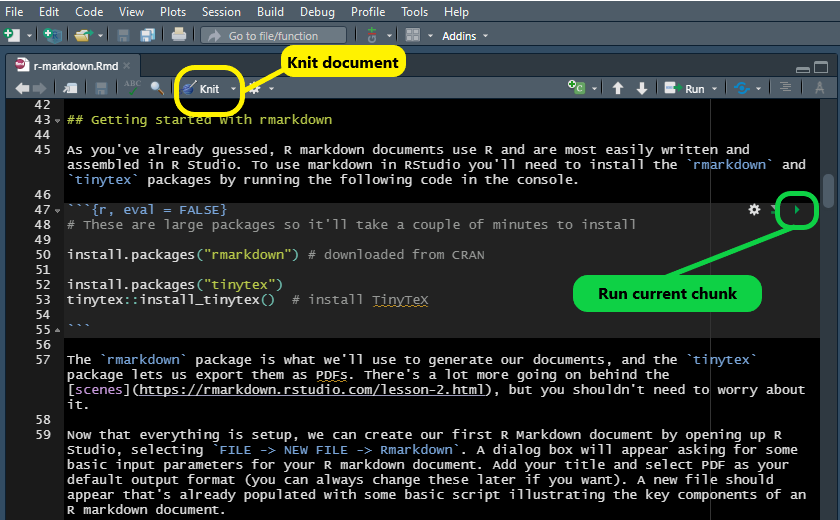 File Edit Code View Plots Session Build Debug Profile Tools Help
Go to file/function Addins
Knit document
r-markdown.Rmd
ABC Knit C Run A
42
43 ## Getting started with rmarkdown
44
45 As you've already guessed, R markdown documents use R and are most easily written and
assembled in R Studio. To use markdown in RStudio you'll need to install the `rmarkdown` and
`tinytex` packages by running the following code in the console.
46
47 ```{r, eval = FALSE}
48 # These are large packages so it'll take a couple of minutes to install
49
50 install.packages("rmarkdown") # downloaded from CRAN
51
52 install.packages("tinytex")
53 tinytex::install_tinytex() # install TinyTeX
Run current chunk
54
55 ```
56
57 The `rmarkdown` package is what we'll use to generate our documents, and the `tinytex`
package lets us export them as PDFs. There's a lot more going on behind the
[scenes](https://rmarkdown.rstudio.com/lesson-2.html), but you shouldn't need to worry about
it.
58
59 Now that everything is setup, we can create our first R Markdown document by opening up R
Studio, selecting `FILE -> NEW FILE -> Rmarkdown`. A dialog box will appear asking for some
basic input parameters for your R markdown document. Add your title and select PDF as your
default output format (you can always change these later if you want). A new file should
appear that's already populated with some basic script illustrating the key components of an
R markdown document.